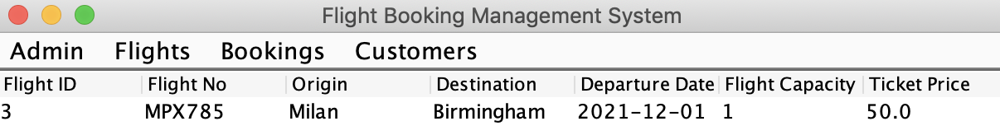 Flight Booking Management System
Admin Flights Bookings Customers
Flight ID Flight No Origin Destination Departure Date Flight Capacity Ticket Price
3 MPX785 Milan Birmingham 2021-12-01 1 50.0